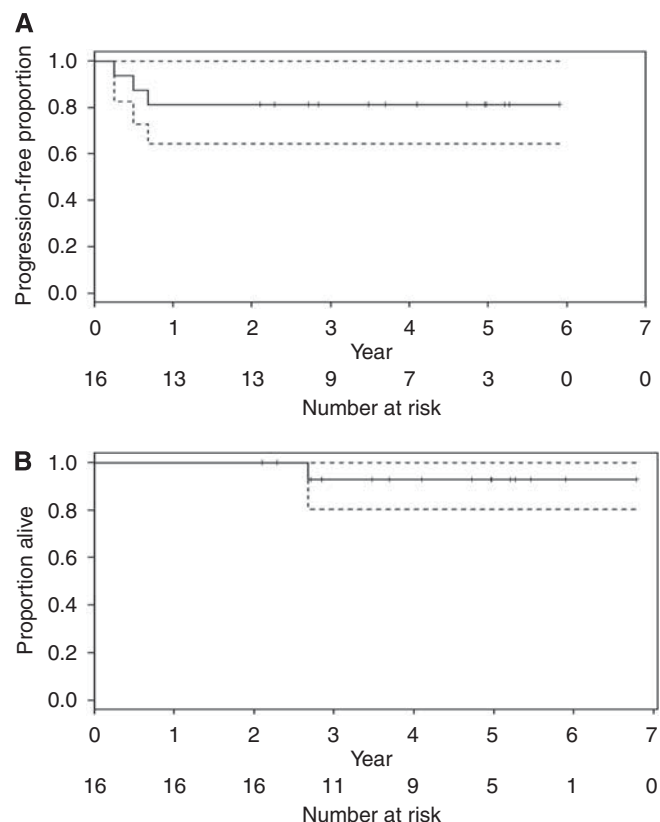 A
Progression-free proportion
1.0
0.8
0.6
0.4
0.2
0.0
0 1 2 3 4 5 6 7
Year
16 13 13 9 7 3 0 0
Number at risk
B
Proportion alive
1.0
0.8
0.6
0.4
0.2
0.0
0 1 2 3 4 5 6 7
Year
16 16 16 11 9 5 1 0
Number at risk